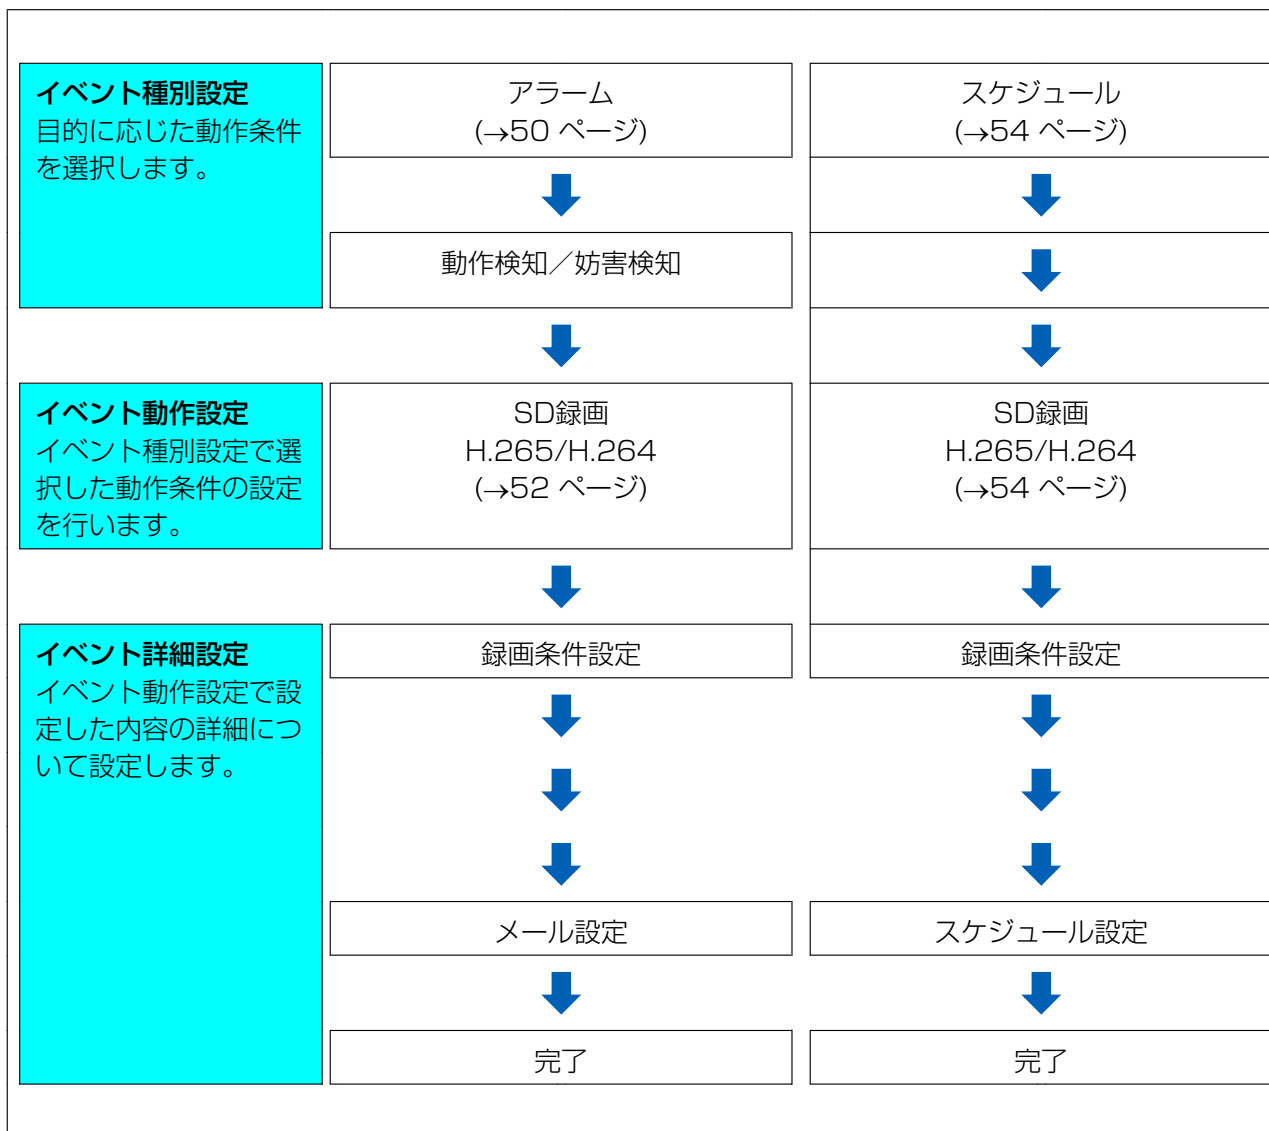 イベント種別設定
目的に応じた動作条件
を選択します。
アラーム
(→50 ページ)
スケジュール
(→54 ページ)
動作検知／妨害検知
イベント動作設定
イベント種別設定で選
択した動作条件の設定
を行います。
SD録画
H.265/H.264
(→52 ページ)
SD録画
H.265/H.264
(→54 ページ)
イベント詳細設定
イベント動作設定で設
定した内容の詳細につ
いて設定します。
録画条件設定
録画条件設定
メール設定
スケジュール設定
完了
完了